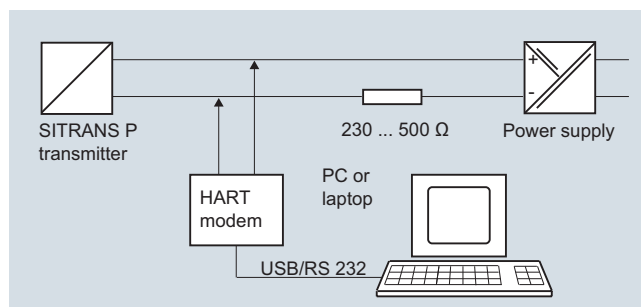 +
-
SITRANS P
transmitter
230 ... 500 Ω
Power supply
PC or
laptop
HART
modem
USB/RS 232